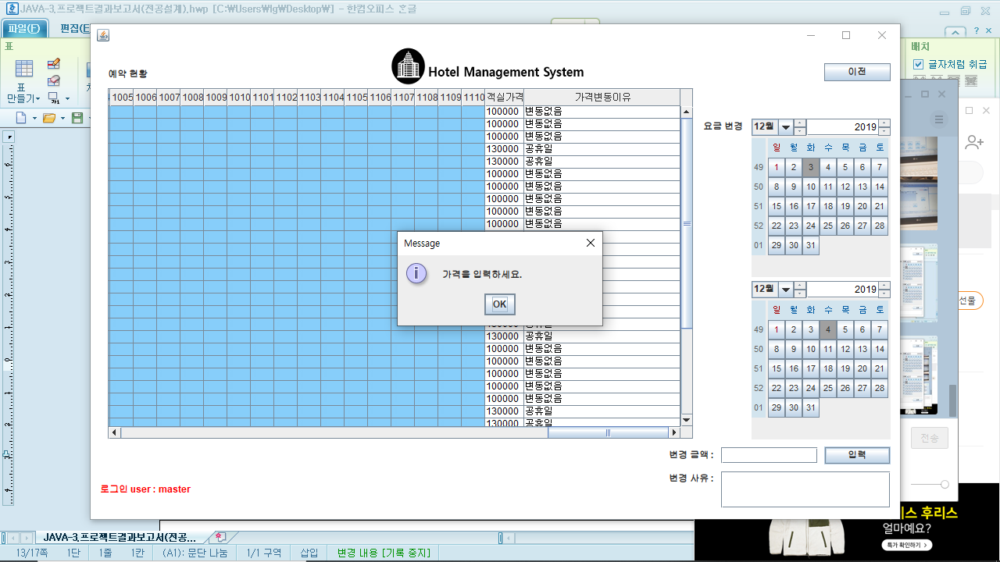 JAVA-3.프로젝트결과보고서(전공설계).hwp [C:\Users\lg\Desktop\] - 한컴오피스 한글
파일(F) 편집(E
표 배치
표
만들기
글자처럼 취급
Hotel Management System
예약 현황
이전
1005 1006 1007 1008 1009 1010 1101 1102 1103 1104 1105 1106 1107 1108 1109 1110 객실가격 가격변동이유
100000 변동없음
100000 변동없음
100000 변동없음
130000 공휴일
130000 공휴일
100000 변동없음
100000 변동없음
100000 변동없음
100000 변동없음
100000 변동없음
130000 공휴일
100000 변동없음
100000 변동없음
100000 변동없음
100000 변동없음
100000 변동없음
130000 공휴일
130000 공휴일
요금 변경 12월 2019
일 월 화 수 목 금 토
49 1 2 3 4 5 6 7
50 8 9 10 11 12 13 14
51 15 16 17 18 19 20 21
52 22 23 24 25 26 27 28
01 29 30 31
12월 2019
일 월 화 수 목 금 토
49 1 2 3 4 5 6 7
50 8 9 10 11 12 13 14
51 15 16 17 18 19 20 21
52 22 23 24 25 26 27 28
01 29 30 31
Message
가격을 입력하세요.
OK
변경 금액 : 입력
변경 사유 :
로그인 user : master
선물
전송
후리스
얼마예요?
특가 확인하기 >
JAVA-3.프로젝트결과보고서(전공...
13/17쪽 1단 1줄 1칸 (A1): 문단 나눔 1/1 구역 삽입 변경 내용 [기록 중지]